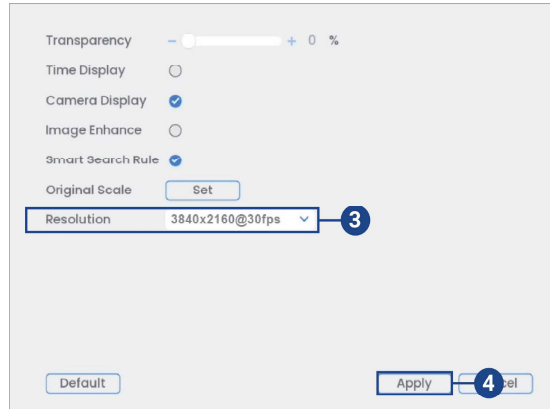 Transparency - + 0 %
Time Display
Camera Display
Image Enhance
Smart Search Rule
Original Scale Set
Resolution 3840x2160@30fps 3
Default Apply 4 cel